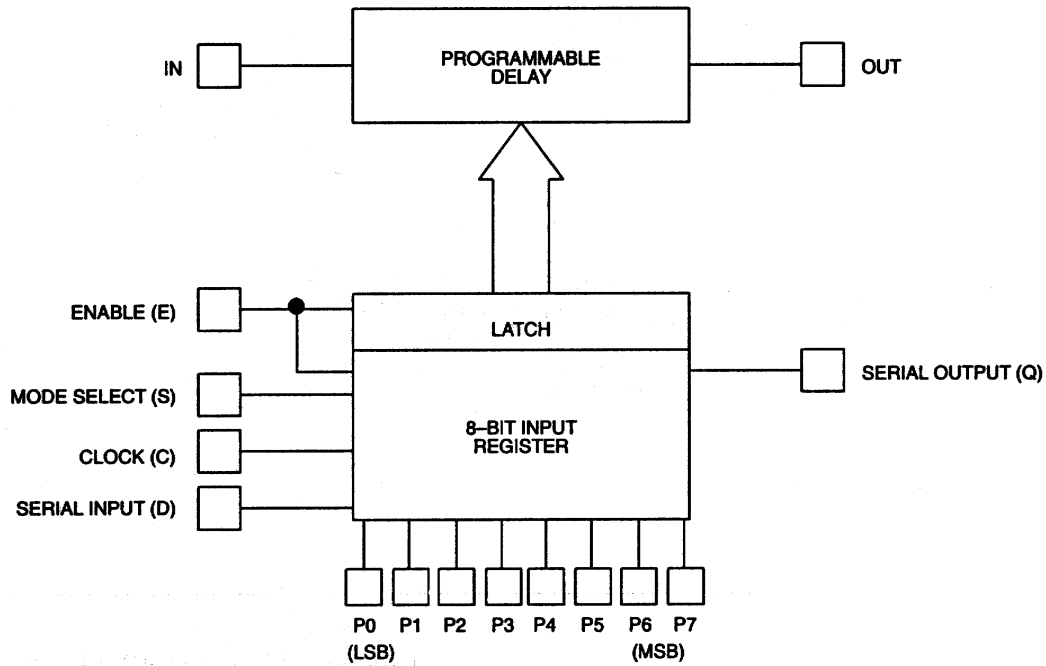 PROGRAMMABLE
DELAY
IN
OUT
ENABLE (E)
LATCH
SERIAL OUTPUT (Q)
MODE SELECT (S)
8–BIT INPUT
REGISTER
CLOCK (C)
SERIAL INPUT (D)
P0 P1 P2 P3 P4 P5 P6 P7
(LSB) (MSB)